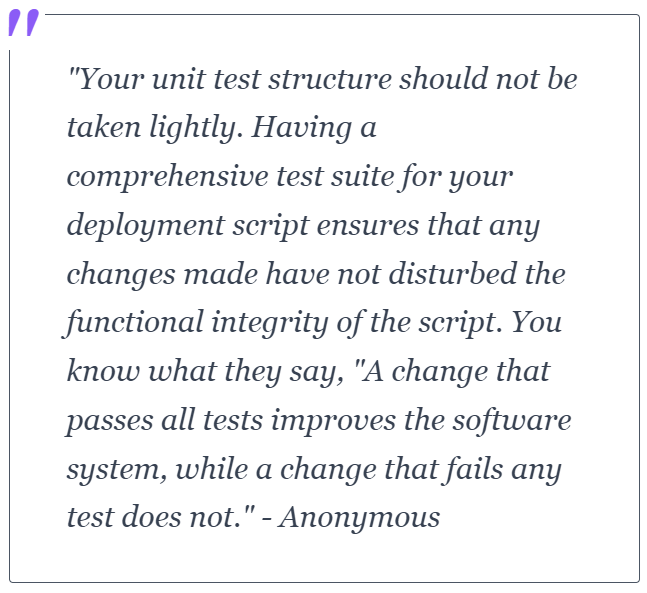 "Your unit test structure should not be
taken lightly. Having a
comprehensive test suite for your
deployment script ensures that any
changes made have not disturbed the
functional integrity of the script. You
know what they say, "A change that
passes all tests improves the software
system, while a change that fails any
test does not." - Anonymous